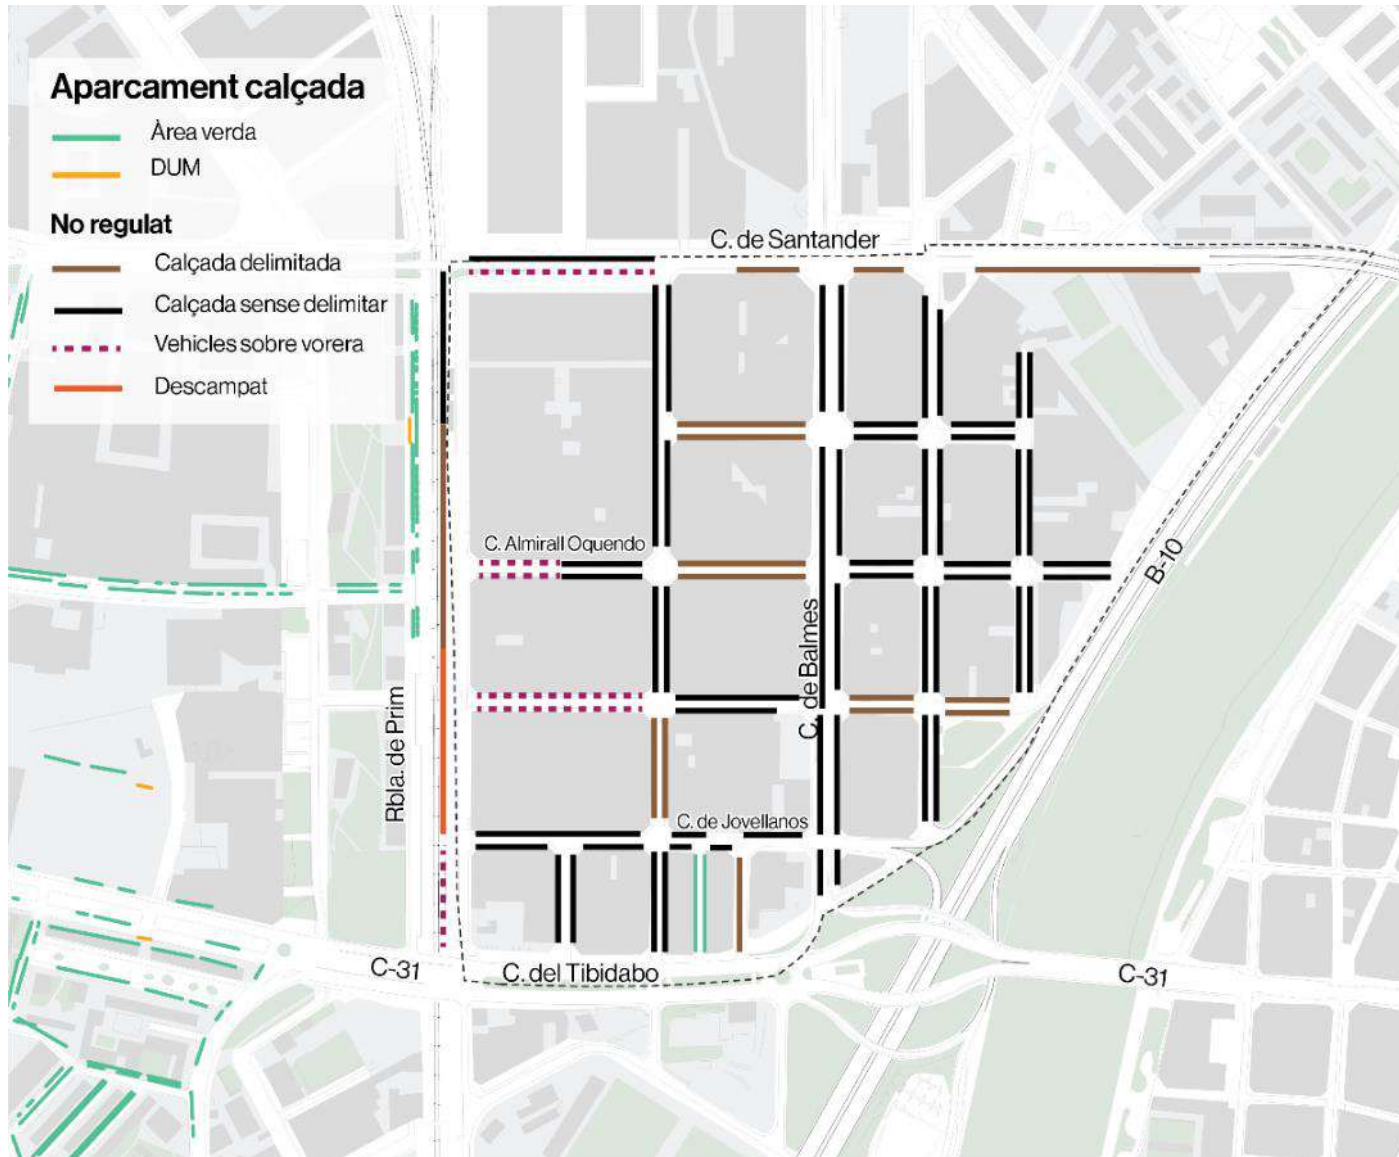 Aparcament calçada
Àrea verda
DUM
No regulat
Calçada delimitada
Calçada sense delimitar
Vehicles sobre vorera
Descampat
C. de Santander
C. Almirall Oquendo
B-10
C. de Balmes
Rbla. de Prim
C. de Jovellanos
C-31
C. del Tibidabo
C-31